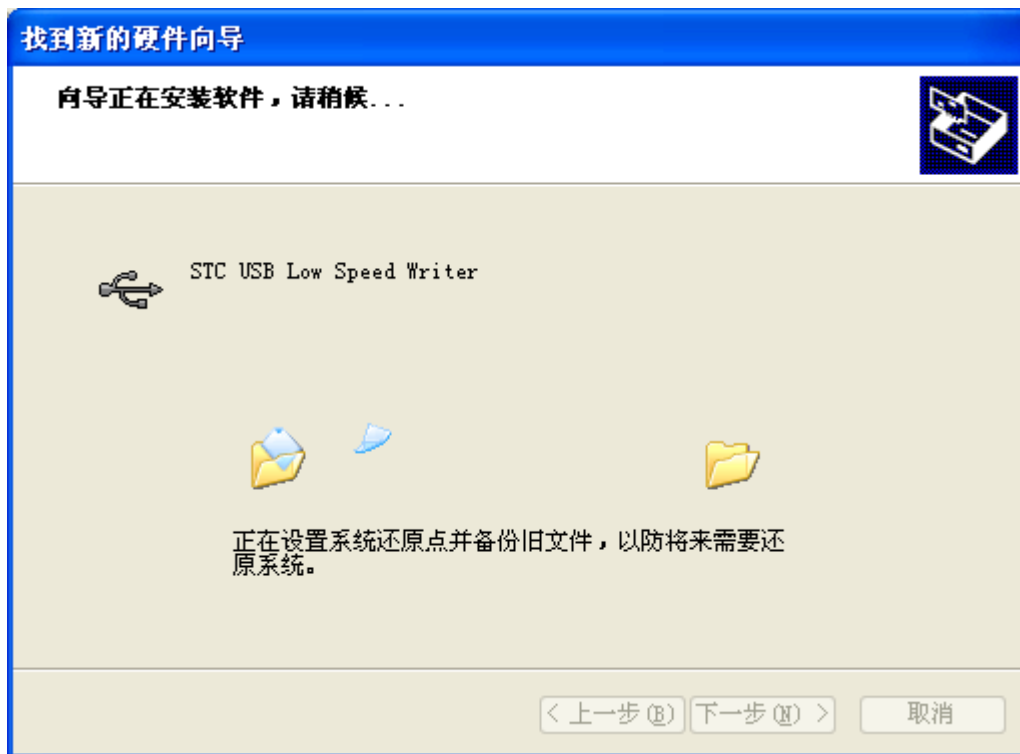 找到新的硬件向导
向导正在安装软件，请稍候...
STC USB Low Speed Writer
正在设置系统还原点并备份旧文件，以防将来需要还
原系统。
< 上一步(B) 下一步(N) > 取消